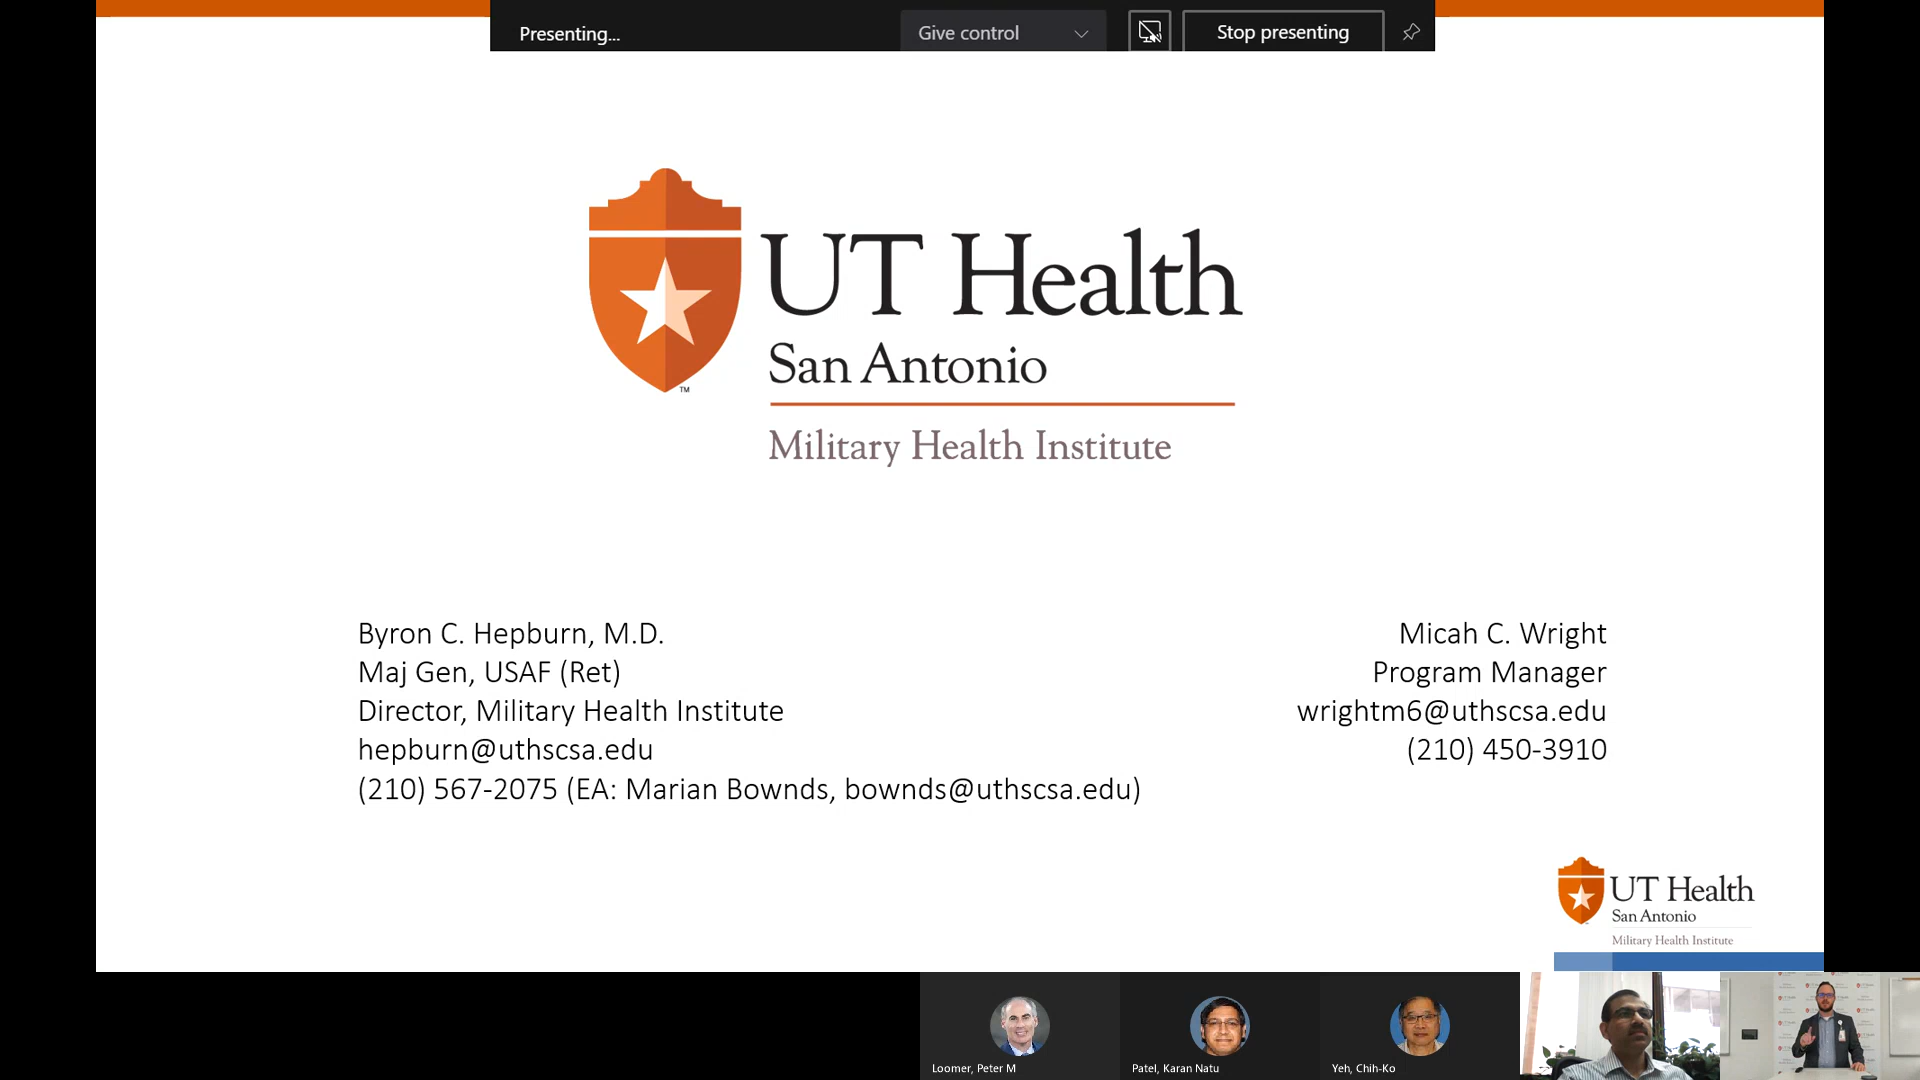 Presenting...
Give control
Stop presenting
UT Health
San Antonio
Military Health Institute
TM
Byron C. Hepburn, M.D.
Maj Gen, USAF (Ret)
Director, Military Health Institute
hepburn@uthscsa.edu
(210) 567-2075 (EA: Marian Bownds, bownds@uthscsa.edu)
Micah C. Wright
Program Manager
wrightm6@uthscsa.edu
(210) 450-3910
UT Health
San Antonio
Military Health Institute
Loomer, Peter M
Patel, Karan Natu
Yeh, Chih-Ko